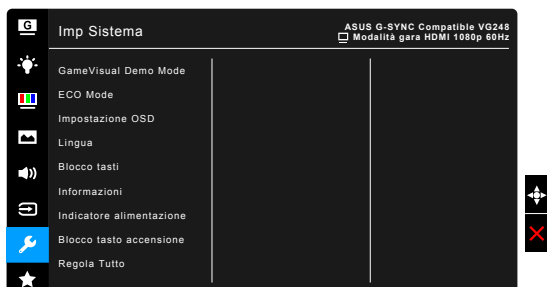 G
Imp Sistema
ASUS G-SYNC Compatible VG248
Modalità gara HDMI 1080p 60Hz
GameVisual Demo Mode
ECO Mode
Impostazione OSD
Lingua
Blocco tasti
Informazioni
Indicatore alimentazione
Blocco tasto accensione
Regola Tutto